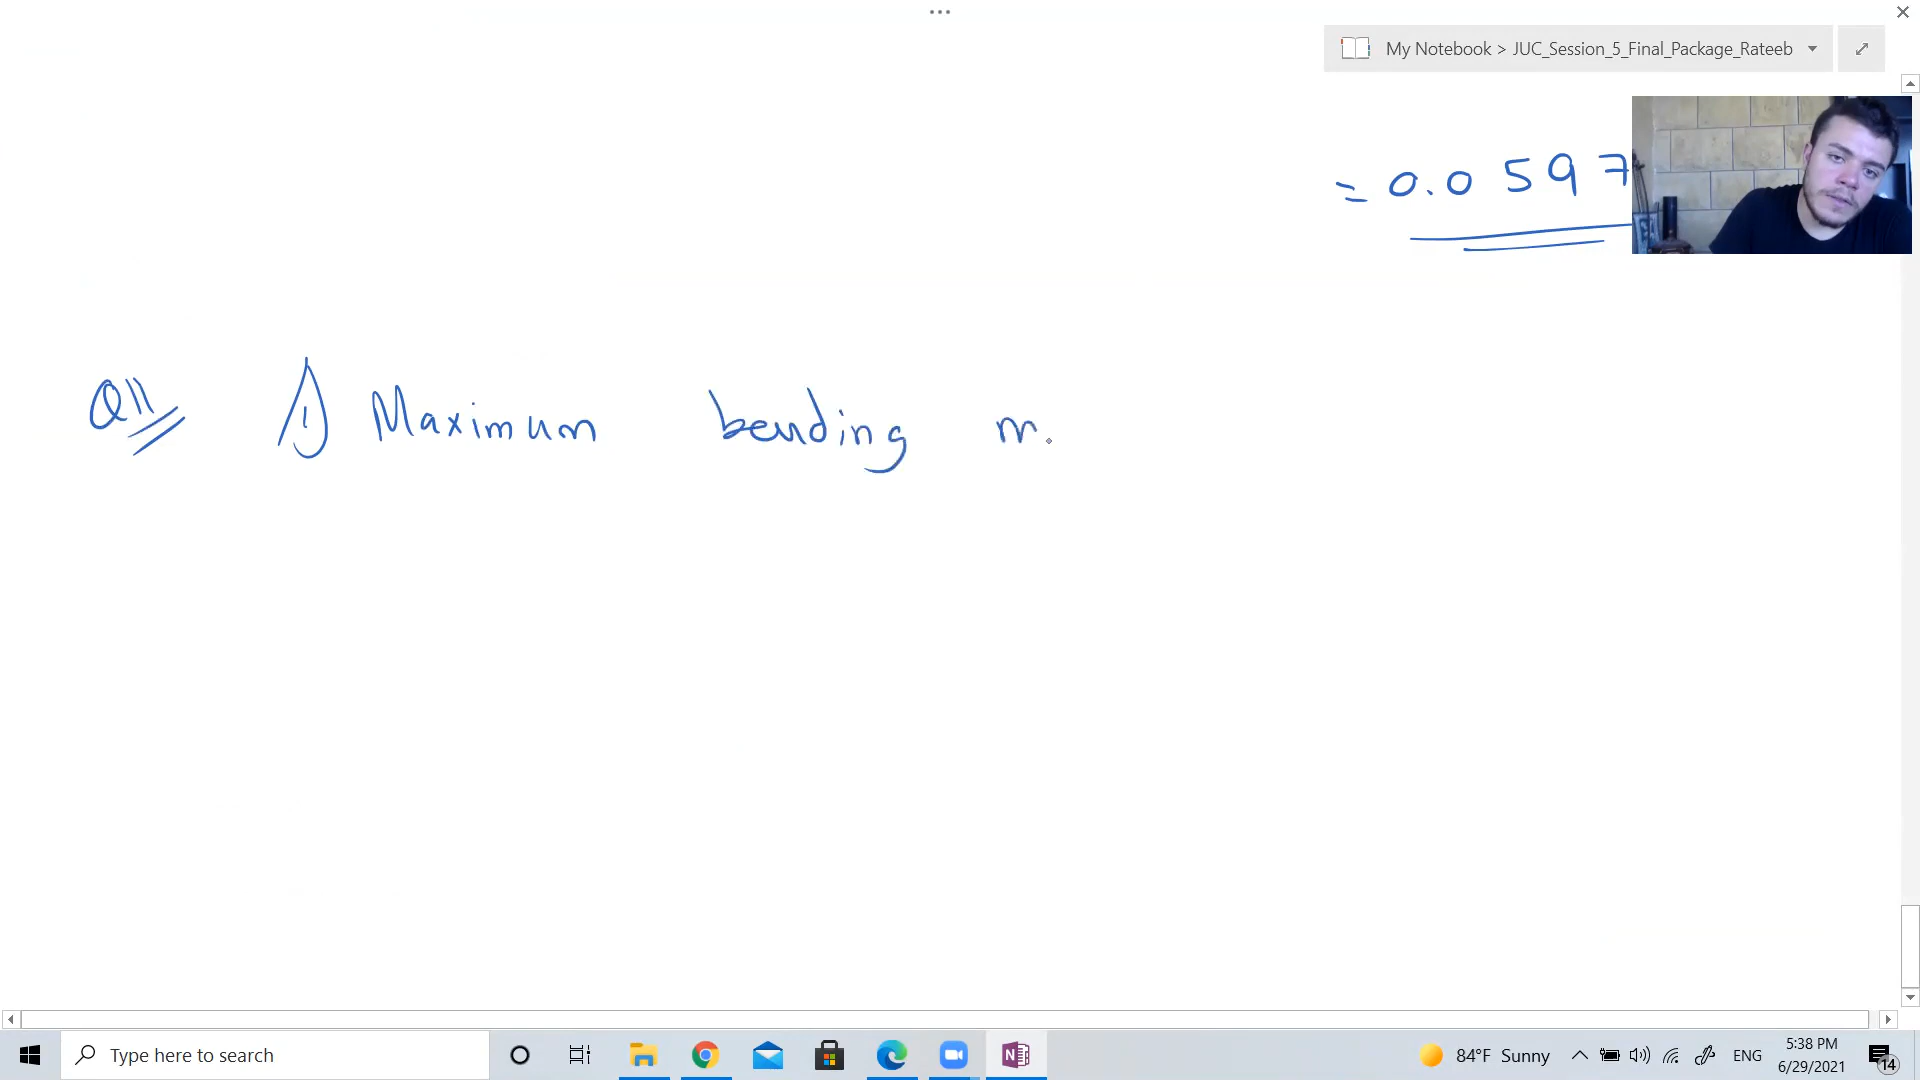 ...
My Notebook > JUC_Session_5_Final_Package_Rateeb
= 0.0597
Q11 1) Maximum bending m.
Type here to search
84°F Sunny
ENG
5:38 PM
6/29/2021
14